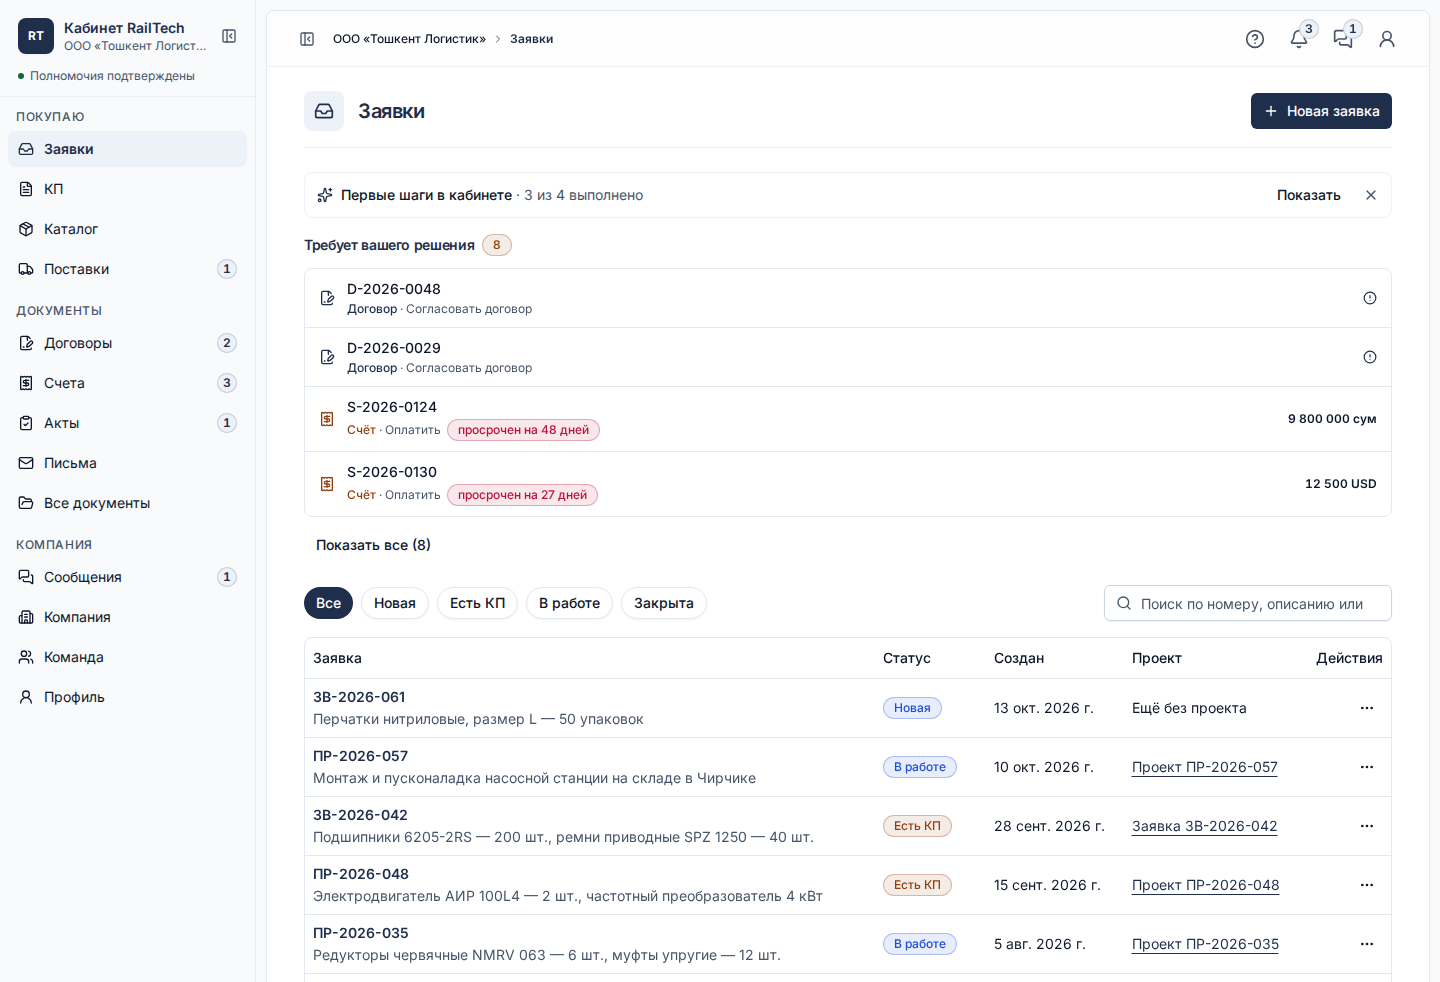 RT
Кабинет RailTech
ООО «Тошкент Логист...
Полномочия подтверждены
ПОКУПАЮ
Заявки
КП
Каталог
Поставки 1
ДОКУМЕНТЫ
Договоры 2
Счета 3
Акты 1
Письма
Все документы
КОМПАНИЯ
Сообщения 1
Компания
Команда
Профиль
ООО «Тошкент Логистик» > Заявки
3 1
Заявки
+ Новая заявка
Первые шаги в кабинете · 3 из 4 выполнено Показать
Требует вашего решения 8
D-2026-0048
Договор · Согласовать договор
D-2026-0029
Договор · Согласовать договор
S-2026-0124
Счёт · Оплатить просрочен на 48 дней 9 800 000 сум
S-2026-0130
Счёт · Оплатить просрочен на 27 дней 12 500 USD
Показать все (8)
Все Новая Есть КП В работе Закрыта Поиск по номеру, описанию или
Заявка Статус Создан Проект Действия
ЗВ-2026-061
Перчатки нитриловые, размер L — 50 упаковок Новая 13 окт. 2026 г. Ещё без проекта
ПР-2026-057
Монтаж и пусконаладка насосной станции на складе в Чирчике В работе 10 окт. 2026 г. Проект ПР-2026-057
ЗВ-2026-042
Подшипники 6205-2RS — 200 шт., ремни приводные SPZ 1250 — 40 шт. Есть КП 28 сент. 2026 г. Заявка ЗВ-2026-042
ПР-2026-048
Электродвигатель АИР 100L4 — 2 шт., частотный преобразователь 4 кВт Есть КП 15 сент. 2026 г. Проект ПР-2026-048
ПР-2026-035
Редукторы червячные NMRV 063 — 6 шт., муфты упругие — 12 шт. В работе 5 авг. 2026 г. Проект ПР-2026-035